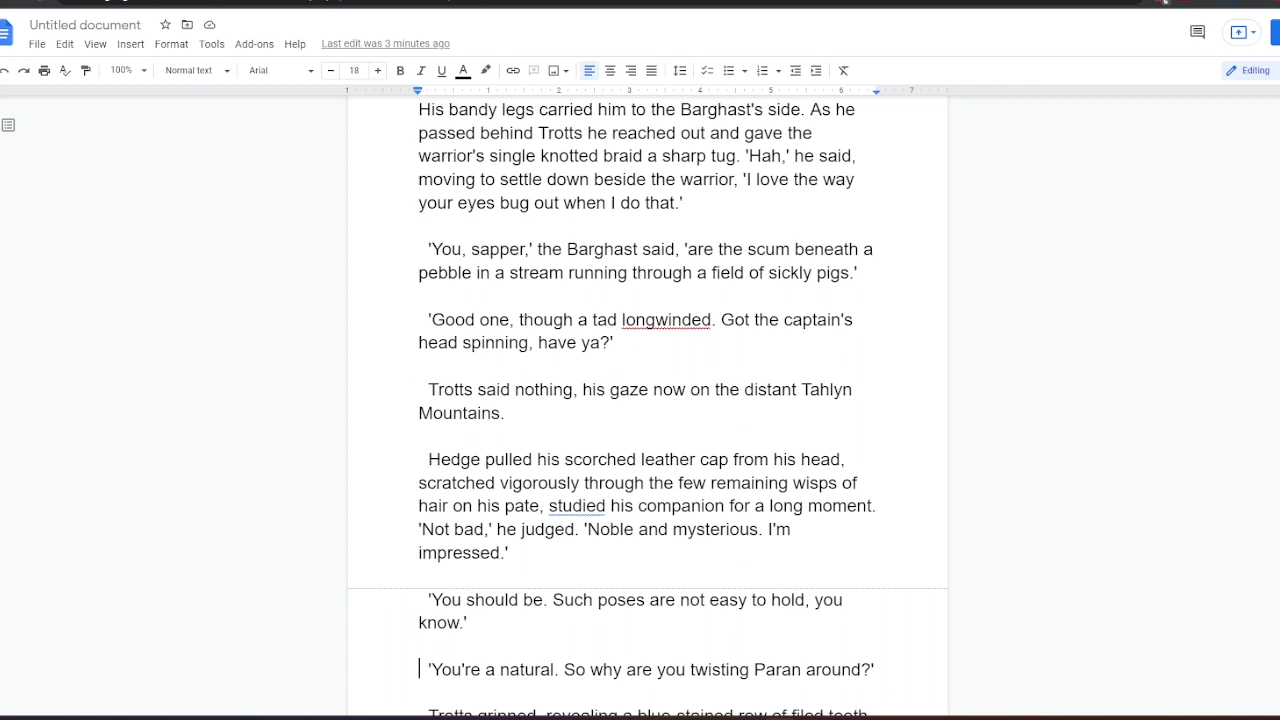 Untitled document
File Edit View Insert Format Tools Add-ons Help Last edit was 3 minutes ago
100% Normal text Arial 18 B I U A Editing
1 1 2 3 4 5 6 7
His bandy legs carried him to the Barghast's side. As he
passed behind Trotts he reached out and gave the
warrior's single knotted braid a sharp tug. 'Hah,' he said,
moving to settle down beside the warrior, 'I love the way
your eyes bug out when I do that.'
'You, sapper,' the Barghast said, 'are the scum beneath a
pebble in a stream running through a field of sickly pigs.'
'Good one, though a tad longwinded. Got the captain's
head spinning, have ya?'
Trotts said nothing, his gaze now on the distant Tahlyn
Mountains.
Hedge pulled his scorched leather cap from his head,
scratched vigorously through the few remaining wisps of
hair on his pate, studied his companion for a long moment.
'Not bad,' he judged. 'Noble and mysterious. I'm
impressed.'
'You should be. Such poses are not easy to hold, you
know.'
'You're a natural. So why are you twisting Paran around?'
Trotts grinned, revealing a blue-stained row of filed teeth.